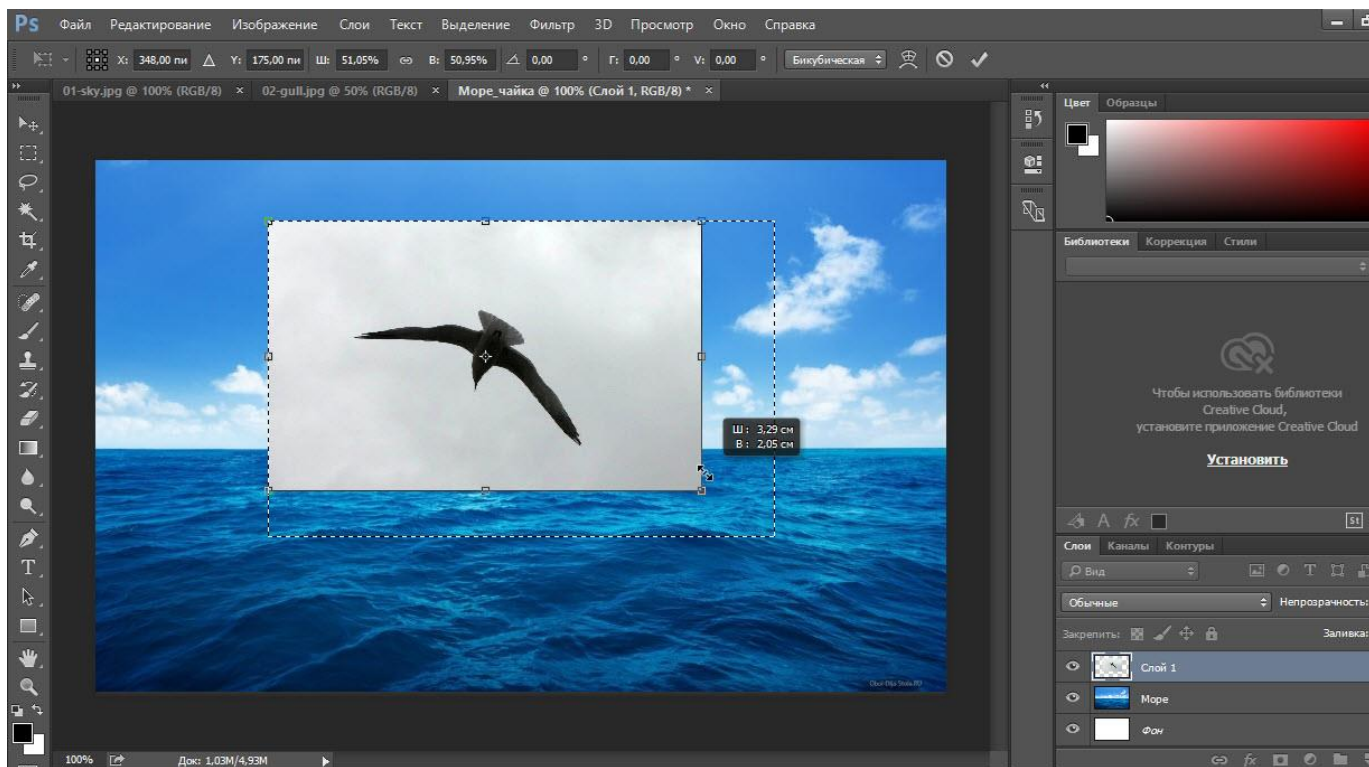 Ps Файл Редактирование Изображение Слои Текст Выделение Фильтр 3D Просмотр Окно Справка
X: 348,00 пи Y: 175,00 пи Ш: 51,05% В: 50,95% 0,00 ° Г: 0,00 ° V: 0,00 ° Бикубическая
01-sky.jpg @ 100% (RGB/8) × 02-gull.jpg @ 50% (RGB/8) × Море_чайка @ 100% (Слой 1, RGB/8) * ×
Цвет Образцы
Библиотеки Коррекция Стили
Чтобы использовать библиотеки
Creative Cloud,
установите приложение Creative Cloud
Установить
Ш: 3,29 см
В: 2,05 см
St
Слои Каналы Контуры
Вид
Обычные Непрозрачность:
Закрепить: Заливка:
Слой 1
Море
Фон
100% Док: 1,03М/4,93М